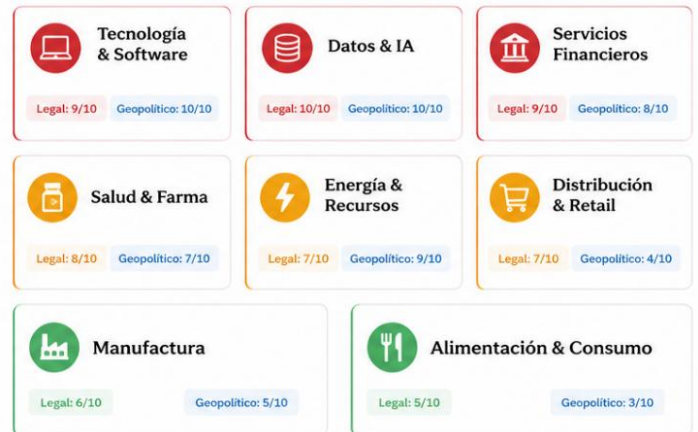 Tecnología
& Software
Legal: 9/10 Geopolítico: 10/10
Datos & IA
Legal: 10/10 Geopolítico: 10/10
Servicios
Financieros
Legal: 9/10 Geopolítico: 8/10
Salud & Farma
Legal: 8/10 Geopolítico: 7/10
Energía &
Recursos
Legal: 7/10 Geopolítico: 9/10
Distribución
& Retail
Legal: 7/10 Geopolítico: 4/10
Manufactura
Legal: 6/10 Geopolítico: 5/10
Alimentación & Consumo
Legal: 5/10 Geopolítico: 3/10